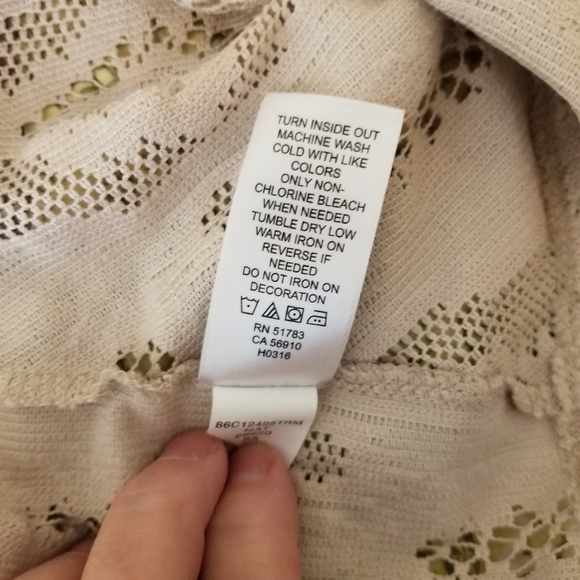 TURN INSIDE OUT
MACHINE WASH
COLD WITH LIKE
COLORS
ONLY NON-
CHLORINE BLEACH
WHEN NEEDED
TUMBLE DRY LOW
WARM IRON ON
REVERSE IF
NEEDED
DO NOT IRON ON
DECORATION
RN 51783
CA 56910
H0316